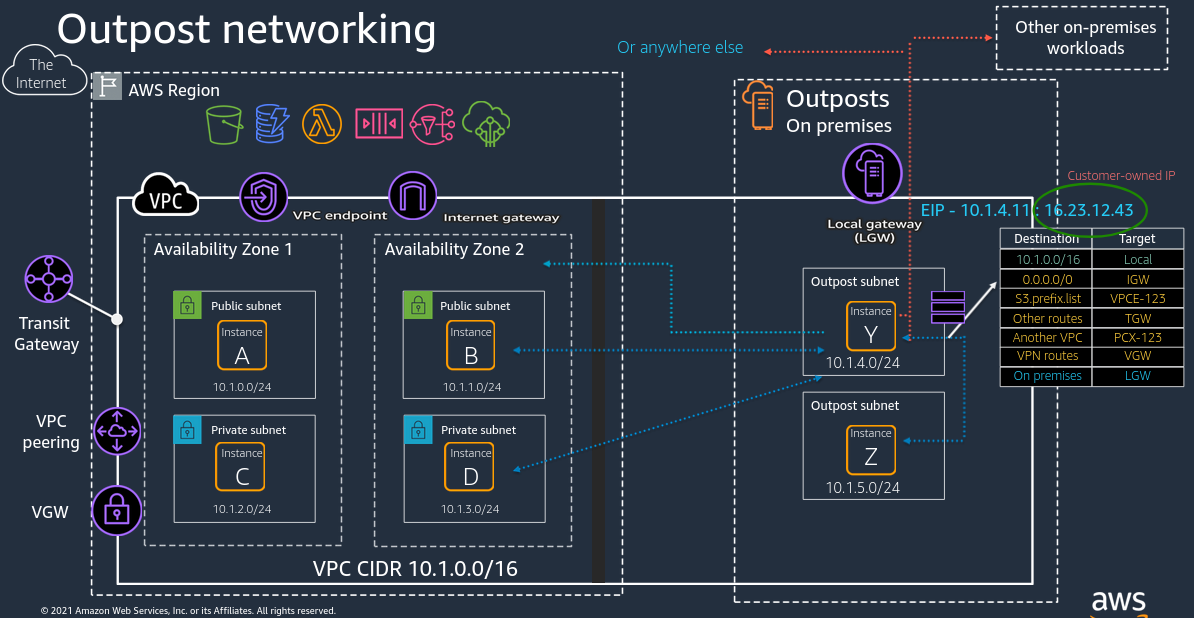 Outpost networking
The
Internet
AWS Region
Or anywhere else
Other on-premises
workloads
Outposts
On premises
VPC
VPC endpoint
Internet gateway
Local gateway
(LGW)
Customer-owned IP
EIP - 10.1.4.11 : 16.23.12.43
Availability Zone 1
Public subnet
Instance
A
10.1.0.0/24
Private subnet
Instance
C
10.1.2.0/24
Availability Zone 2
Public subnet
Instance
B
10.1.1.0/24
Private subnet
Instance
D
10.1.3.0/24
Outpost subnet
Instance
Y
10.1.4.0/24
Outpost subnet
Instance
Z
10.1.5.0/24
Destination Target
10.1.0.0/16 Local
0.0.0.0/0 IGW
S3.prefix.list VPCE-123
Other routes TGW
Another VPC PCX-123
VPN routes VGW
On premises LGW
Transit
Gateway
VPC
peering
VGW
VPC CIDR 10.1.0.0/16
© 2021 Amazon Web Services, Inc. or its Affiliates. All rights reserved.
aws